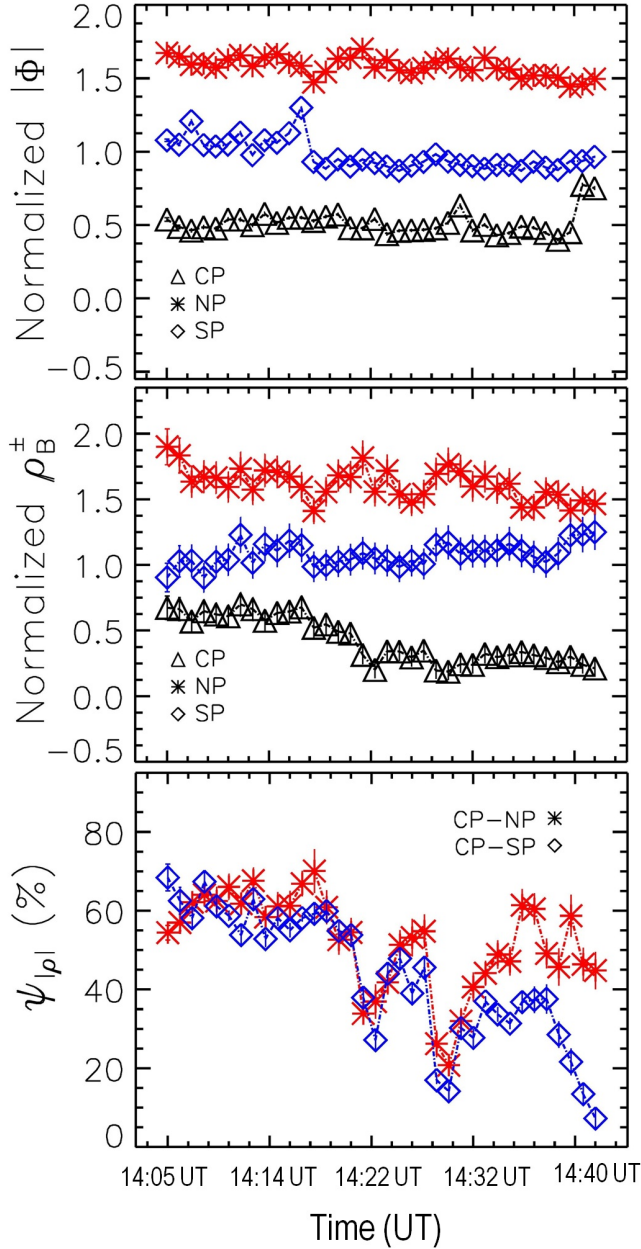 Normalized |Φ|
2.0
1.5
1.0
0.5
0.0
−0.5
CP
NP
SP
Normalized ρB±
2.0
1.5
1.0
0.5
0.0
−0.5
CP
NP
SP
ψ|ρ| (%)
80
60
40
20
0
CP−NP
CP−SP
14:05 UT 14:14 UT 14:22 UT 14:32 UT 14:40 UT
Time (UT)